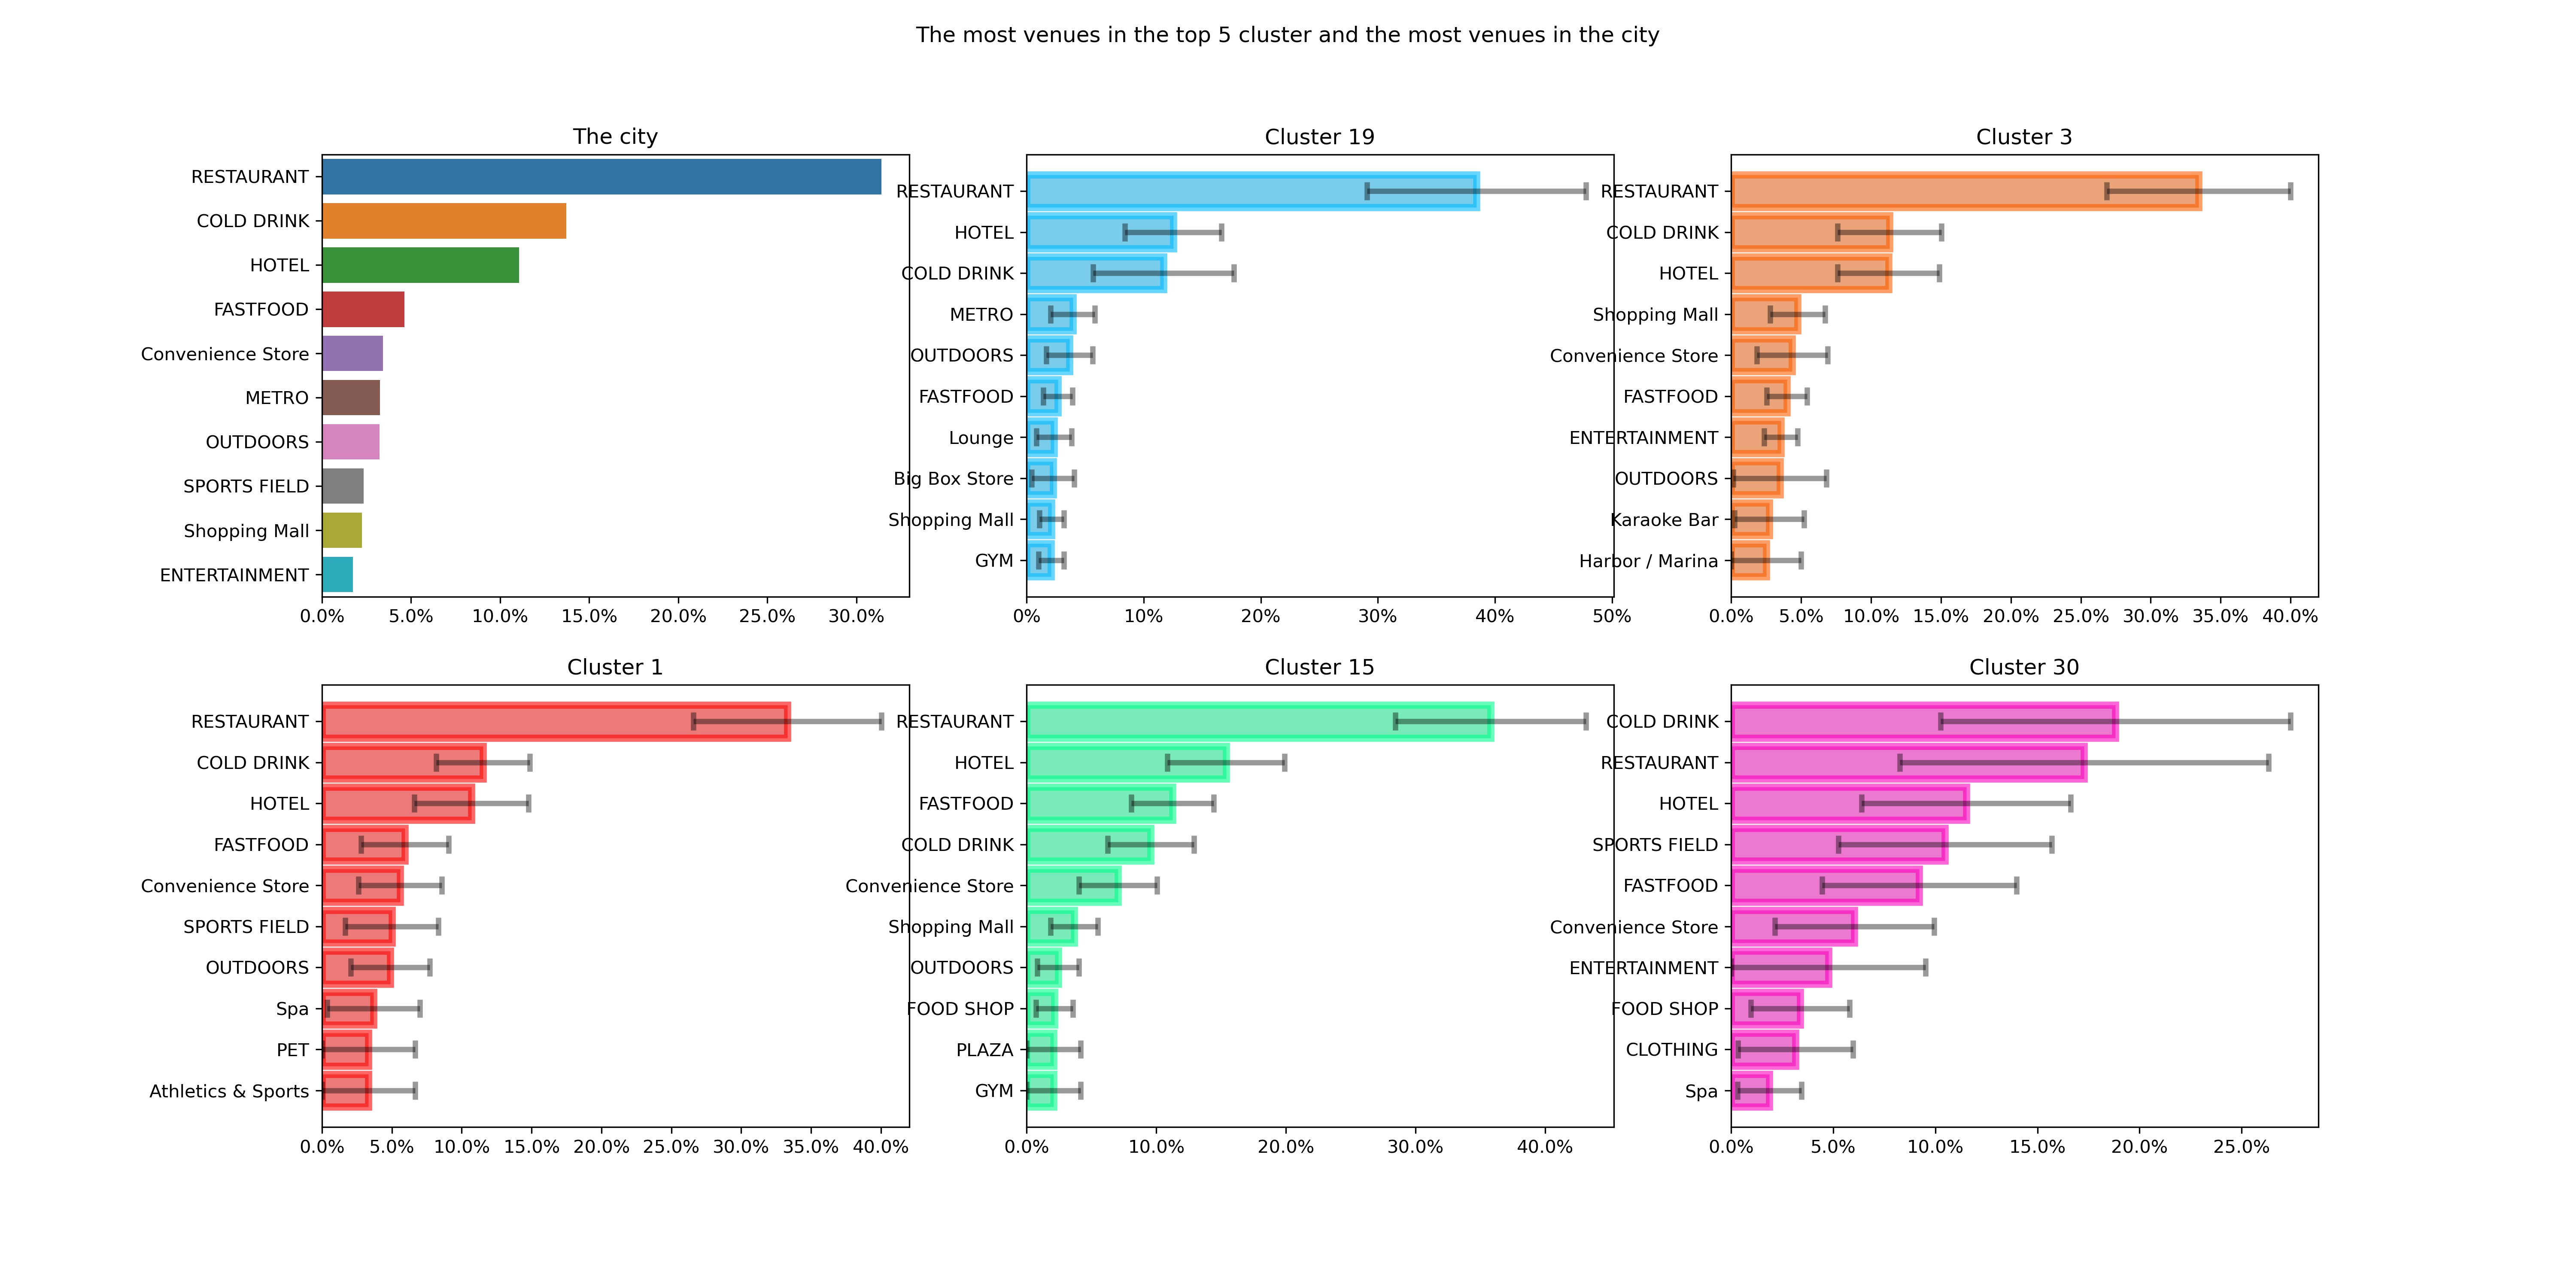 The most venues in the top 5 cluster and the most venues in the city
The city
RESTAURANT
COLD DRINK
HOTEL
FASTFOOD
Convenience Store
METRO
OUTDOORS
SPORTS FIELD
Shopping Mall
ENTERTAINMENT
0.0% 5.0% 10.0% 15.0% 20.0% 25.0% 30.0%
Cluster 19
RESTAURANT
HOTEL
COLD DRINK
METRO
OUTDOORS
FASTFOOD
Lounge
Big Box Store
Shopping Mall
GYM
0% 10% 20% 30% 40% 50%
Cluster 3
RESTAURANT
COLD DRINK
HOTEL
Shopping Mall
Convenience Store
FASTFOOD
ENTERTAINMENT
OUTDOORS
Karaoke Bar
Harbor / Marina
0.0% 5.0% 10.0% 15.0% 20.0% 25.0% 30.0% 35.0% 40.0%
Cluster 1
RESTAURANT
COLD DRINK
HOTEL
FASTFOOD
Convenience Store
SPORTS FIELD
OUTDOORS
Spa
PET
Athletics & Sports
0.0% 5.0% 10.0% 15.0% 20.0% 25.0% 30.0% 35.0% 40.0%
Cluster 15
RESTAURANT
HOTEL
FASTFOOD
COLD DRINK
Convenience Store
Shopping Mall
OUTDOORS
FOOD SHOP
PLAZA
GYM
0.0% 10.0% 20.0% 30.0% 40.0%
Cluster 30
COLD DRINK
RESTAURANT
HOTEL
SPORTS FIELD
FASTFOOD
Convenience Store
ENTERTAINMENT
FOOD SHOP
CLOTHING
Spa
0.0% 5.0% 10.0% 15.0% 20.0% 25.0%